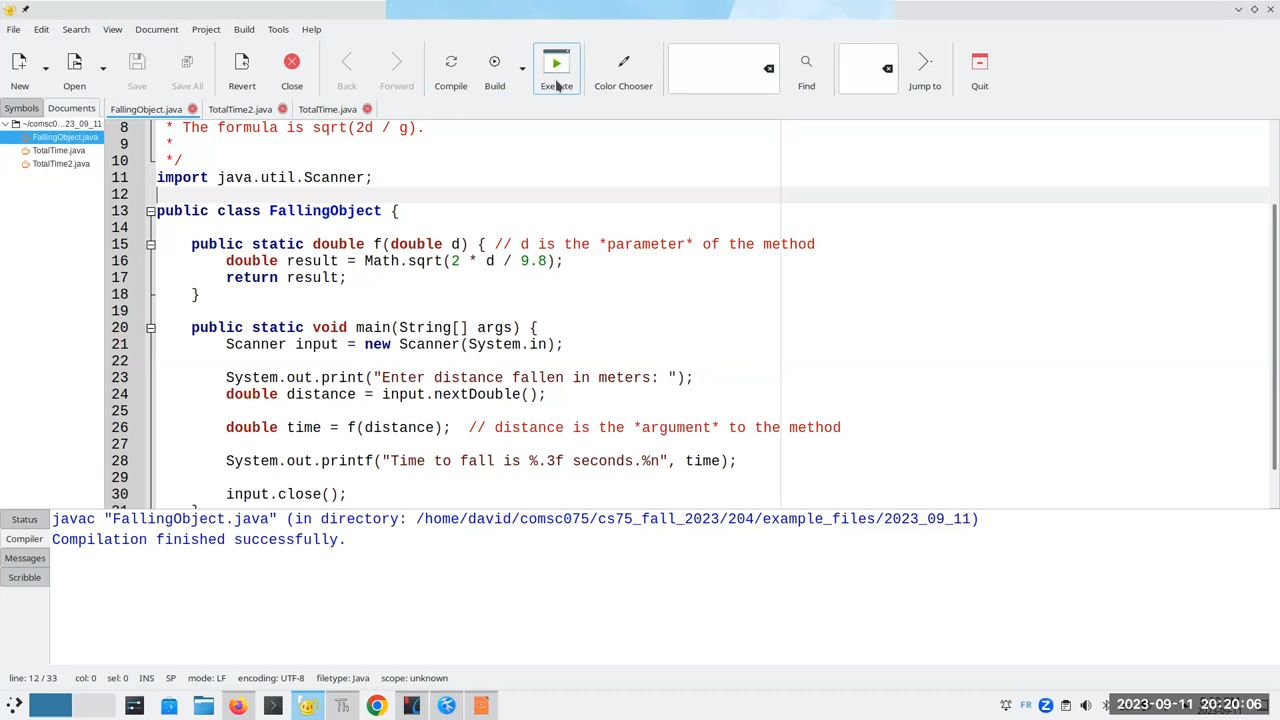 File Edit Search View Document Project Build Tools Help
New Open Save Save All Revert Close Back Forward Compile Build Execute Color Chooser Find Jump to Quit
Symbols Documents FallingObject.java TotalTime2.java TotalTime.java
~/comsc0...23_09_11
FallingObject.java
TotalTime.java
TotalTime2.java
8 * The formula is sqrt(2d / g).
9 *
10 */
11 import java.util.Scanner;
12
13 public class FallingObject {
14
15 public static double f(double d) { // d is the *parameter* of the method
16 double result = Math.sqrt(2 * d / 9.8);
17 return result;
18 }
19
20 public static void main(String[] args) {
21 Scanner input = new Scanner(System.in);
22
23 System.out.print("Enter distance fallen in meters: ");
24 double distance = input.nextDouble();
25
26 double time = f(distance); // distance is the *argument* to the method
27
28 System.out.printf("Time to fall is %.3f seconds.%n", time);
29
30 input.close();
Status
Compiler
Messages
Scribble
javac "FallingObject.java" (in directory: /home/david/comsc075/cs75_fall_2023/204/example_files/2023_09_11)
Compilation finished successfully.
line: 12 / 33 col: 0 sel: 0 INS SP mode: LF encoding: UTF-8 filetype: Java scope: unknown
FR 2023-09-11 20:20:06